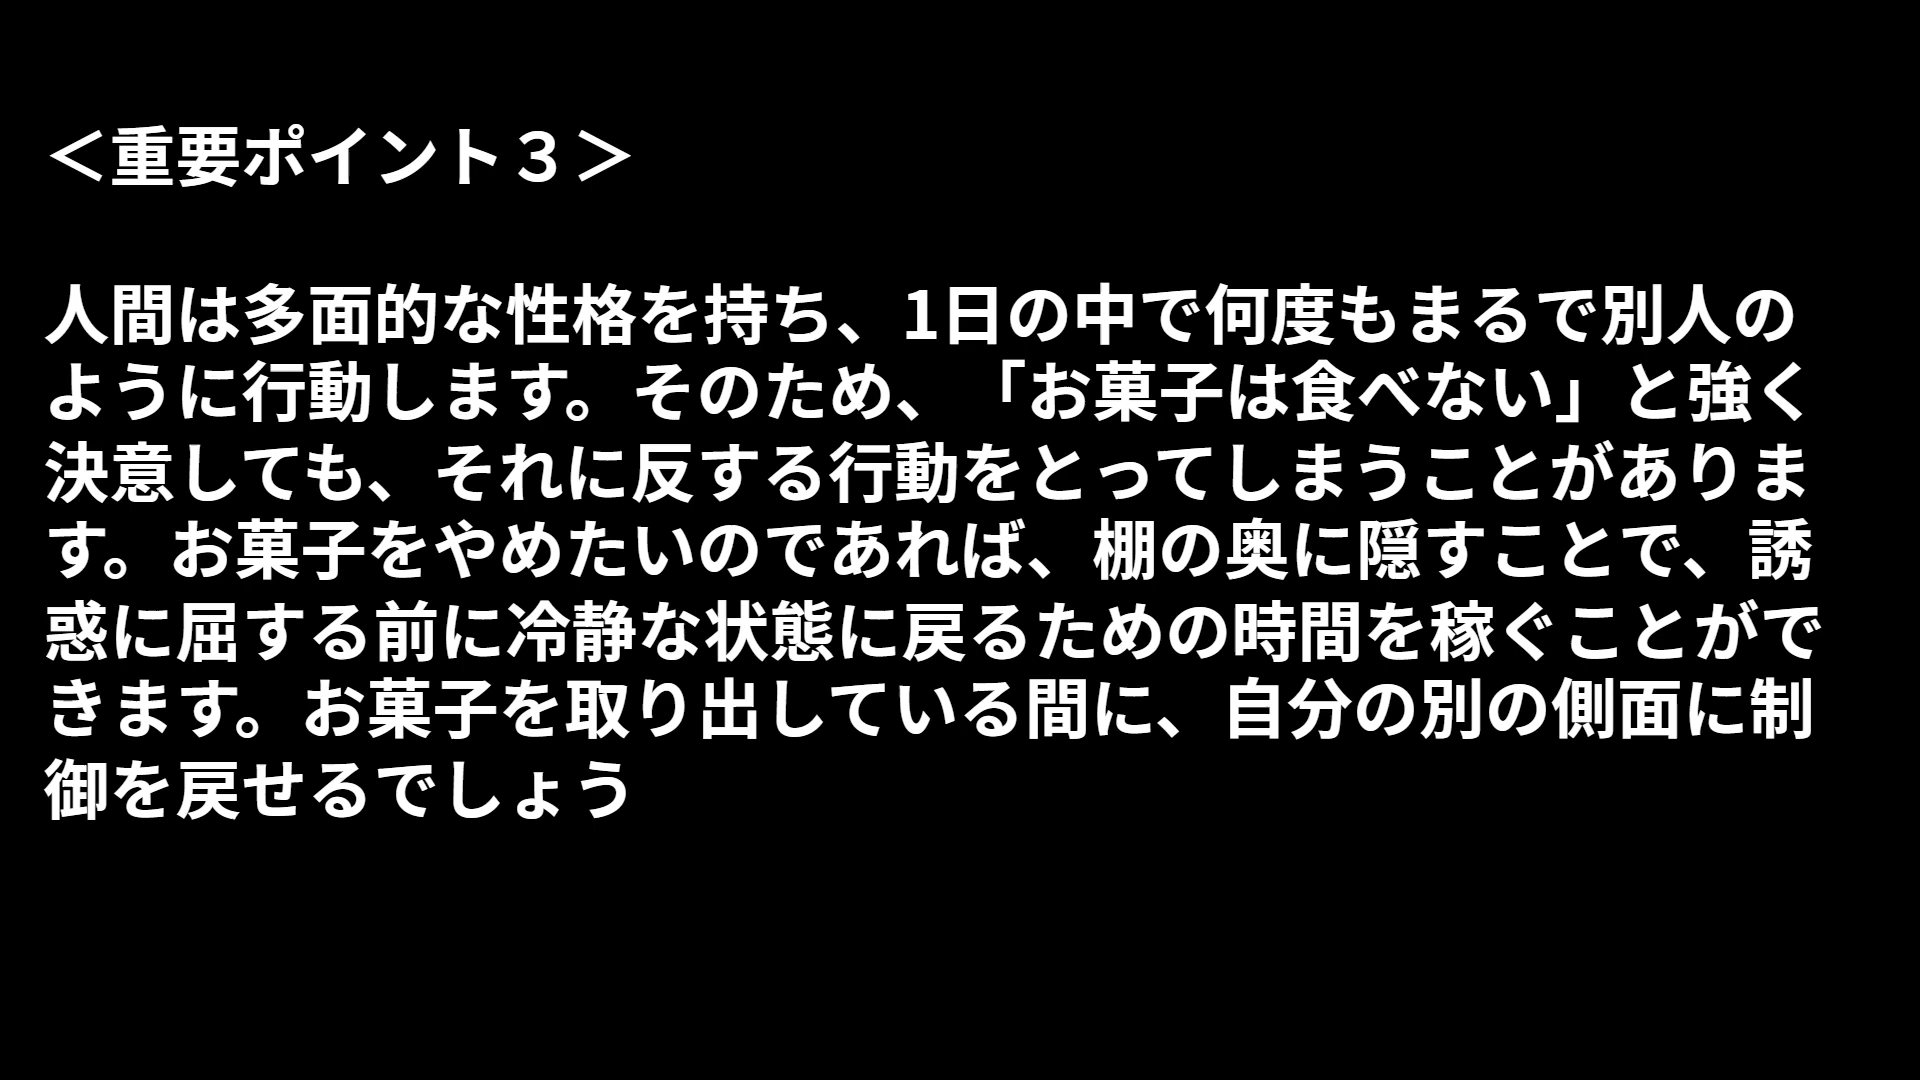 ＜重要ポイント３＞
人間は多面的な性格を持ち、1日の中で何度もまるで別人の
ように行動します。そのため、「お菓子は食べない」と強く
決意しても、それに反する行動をとってしまうことがありま
す。お菓子をやめたいのであれば、棚の奥に隠すことで、誘
惑に屈する前に冷静な状態に戻るための時間を稼ぐことがで
きます。お菓子を取り出している間に、自分の別の側面に制
御を戻せるでしょう